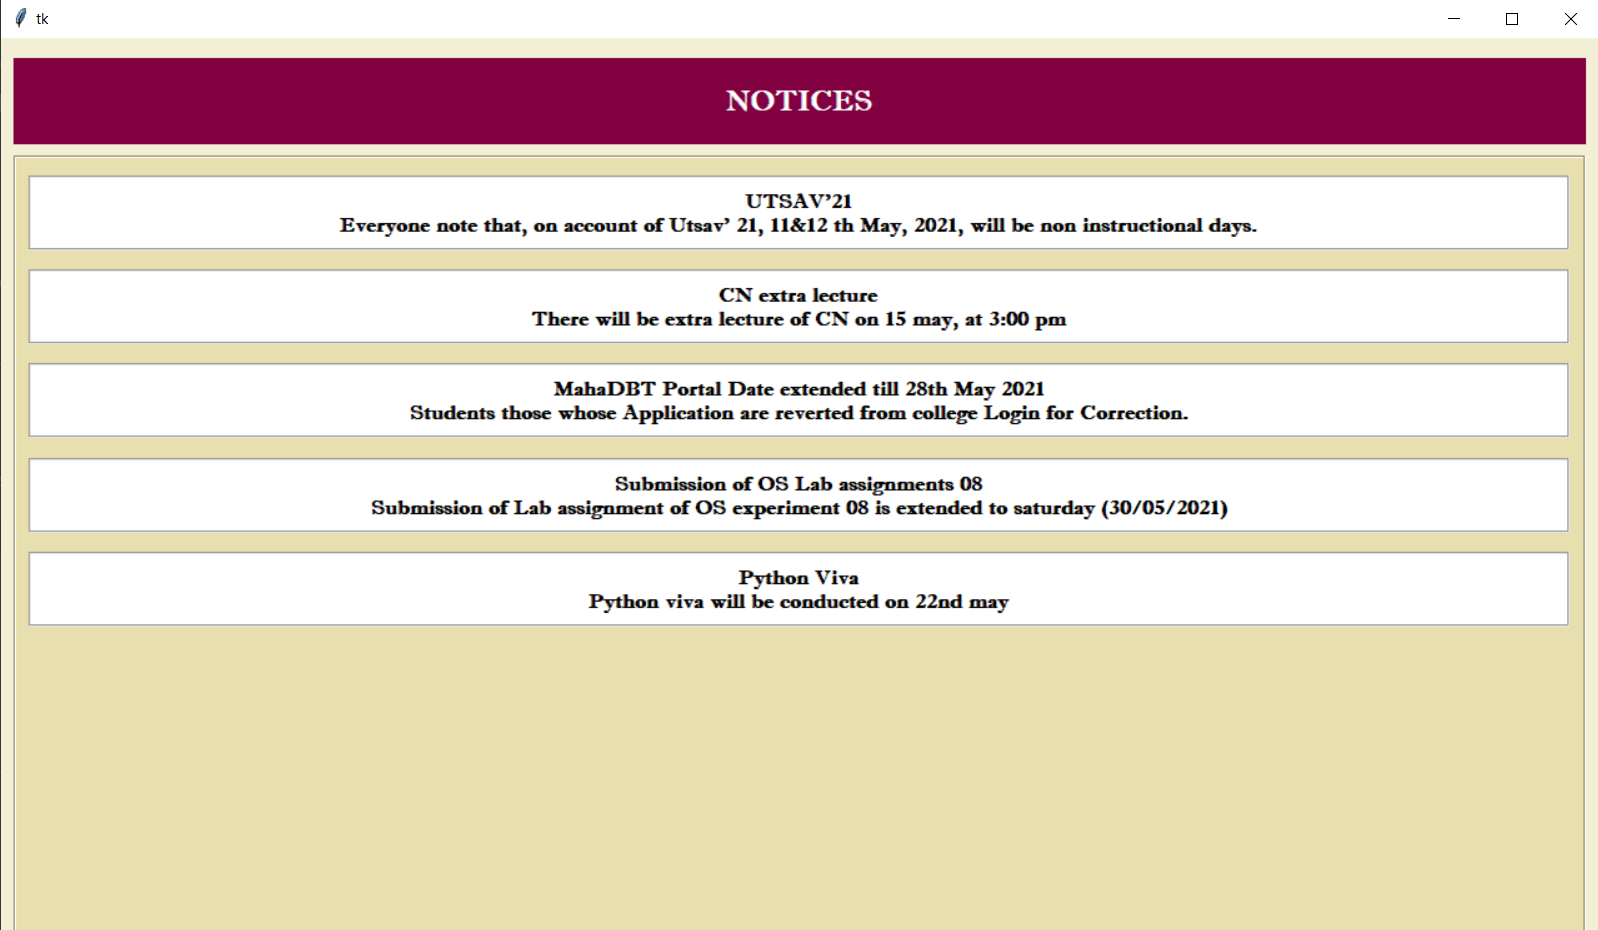 tk
NOTICES
UTSAV’21
Everyone note that, on account of Utsav’ 21, 11&12 th May, 2021, will be non instructional days.
CN extra lecture
There will be extra lecture of CN on 15 may, at 3:00 pm
MahaDBT Portal Date extended till 28th May 2021
Students those whose Application are reverted from college Login for Correction.
Submission of OS Lab assignments 08
Submission of Lab assignment of OS experiment 08 is extended to saturday (30/05/2021)
Python Viva
Python viva will be conducted on 22nd may